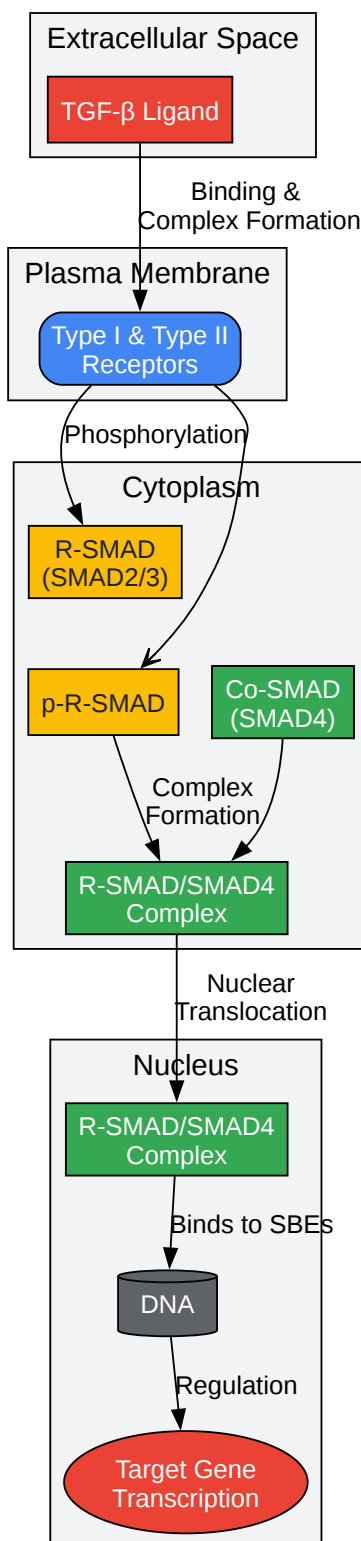 Extracellular Space
TGF-β Ligand
Binding &
Complex Formation
Plasma Membrane
Type I & Type II
Receptors
Phosphorylation
Cytoplasm
R-SMAD
(SMAD2/3)
p-R-SMAD
Co-SMAD
(SMAD4)
Complex
Formation
R-SMAD/SMAD4
Complex
Nuclear
Translocation
Nucleus
R-SMAD/SMAD4
Complex
Binds to SBEs
DNA
Regulation
Target Gene
Transcription